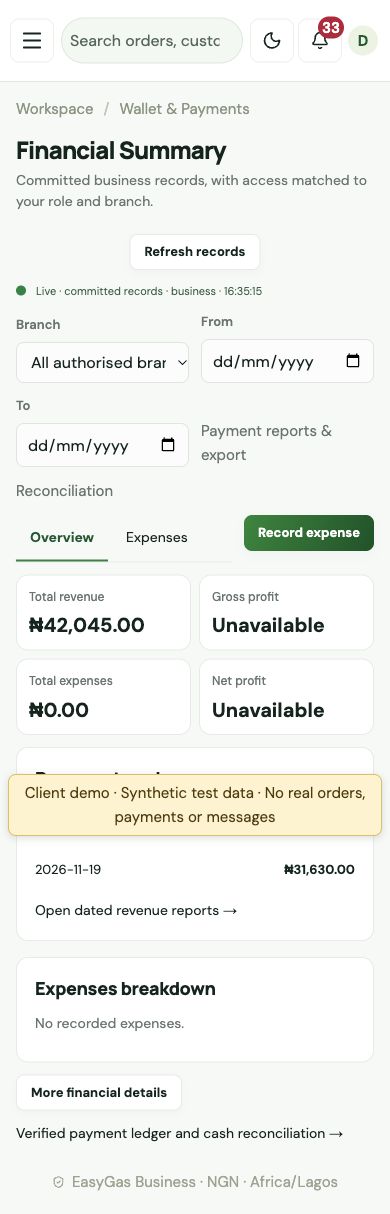 Search orders, custo
33
D
Workspace / Wallet & Payments
Financial Summary
Committed business records, with access matched to
your role and branch.
Refresh records
Live · committed records · business · 16:35:15
Branch
From
All authorised bran
dd/mm/yyyy
To
dd/mm/yyyy
Payment reports &
export
Reconciliation
Overview
Expenses
Record expense
Total revenue
₦42,045.00
Gross profit
Unavailable
Total expenses
₦0.00
Net profit
Unavailable
Client demo · Synthetic test data · No real orders,
payments or messages
2026-11-19
₦31,630.00
Open dated revenue reports →
Expenses breakdown
No recorded expenses.
More financial details
Verified payment ledger and cash reconciliation →
EasyGas Business · NGN · Africa/Lagos